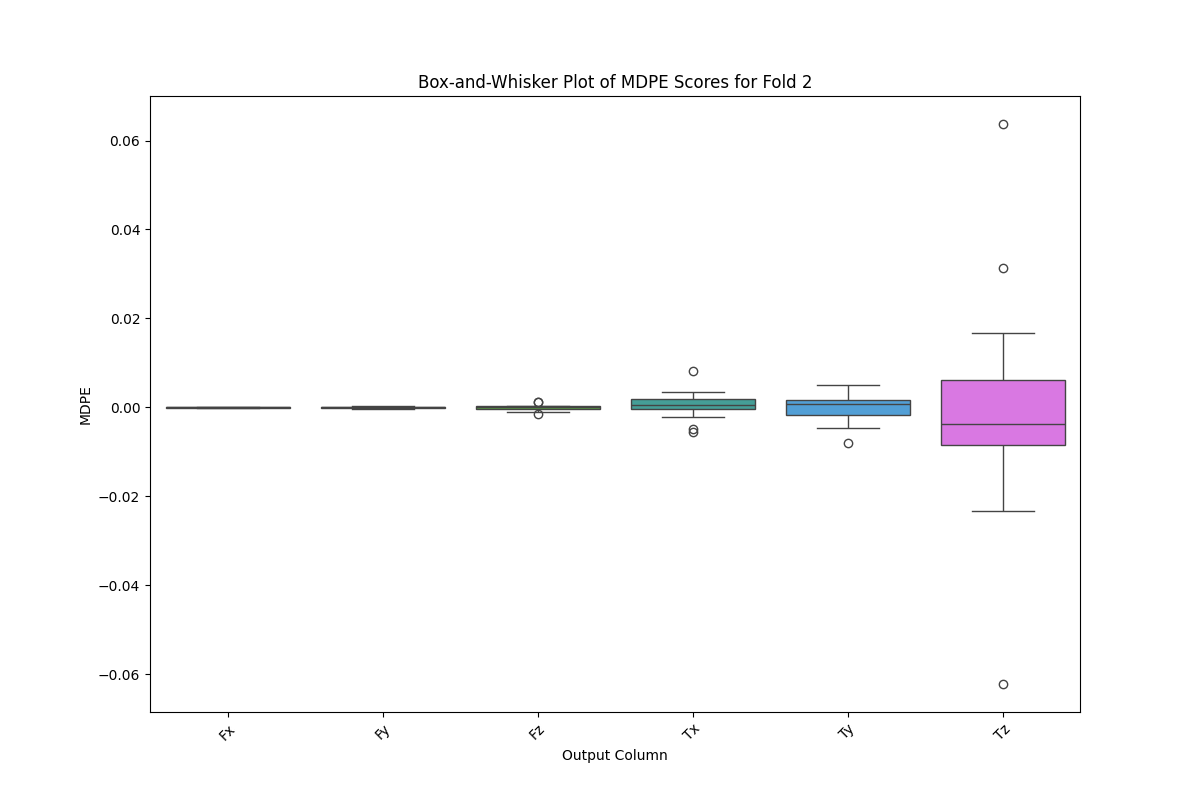 Box-and-Whisker Plot of MDPE Scores for Fold 2
0.06
0.04
0.02
0.00
−0.02
−0.04
−0.06
MDPE
Fx
Fy
Fz
Tx
Ty
Tz
Output Column